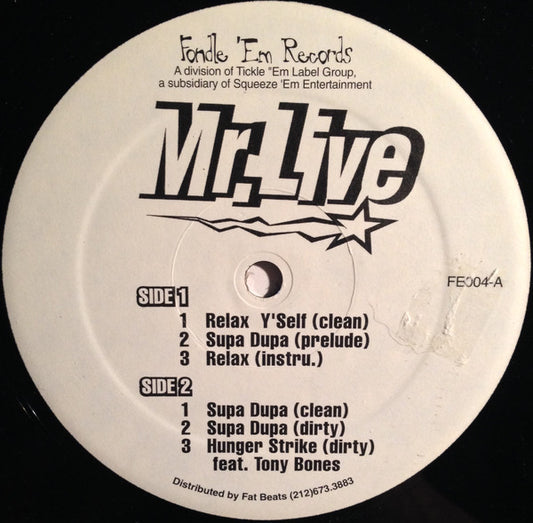 Fondle 'Em Records
A division of Tickle "Em Label Group,
a subsidiary of Squeeze 'Em Entertainment
Mr. Live
FE004-A
SIDE 1
1 Relax Y'Self (clean)
2 Supa Dupa (prelude)
3 Relax (instru.)
SIDE 2
1 Supa Dupa (clean)
2 Supa Dupa (dirty)
3 Hunger Strike (dirty)
feat. Tony Bones
Distributed by Fat Beats (212)673.3883